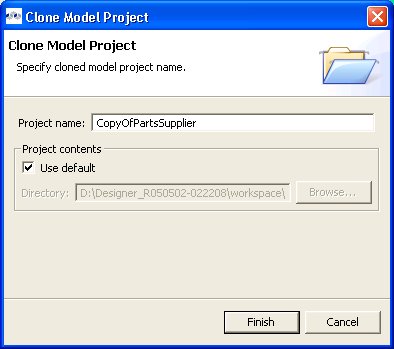 Clone Model Project
Clone Model Project
Specify cloned model project name.
Project name: CopyOfPartsSupplier
Project contents
Use default
Directory: D:\Designer_R050502-022208\workspace\ Browse...
Finish Cancel